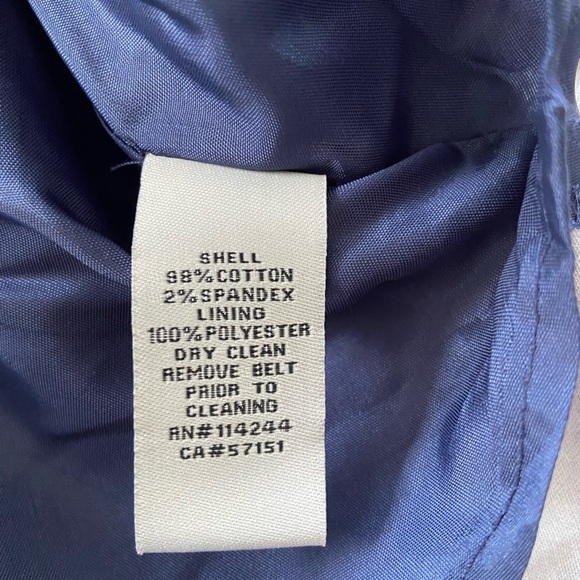 SHELL
98%COTTON
2%SPANDEX
LINING
100%POLYESTER
DRY CLEAN
REMOVE BELT
PRIOR TO
CLEANING
RN#114244
CA#57151